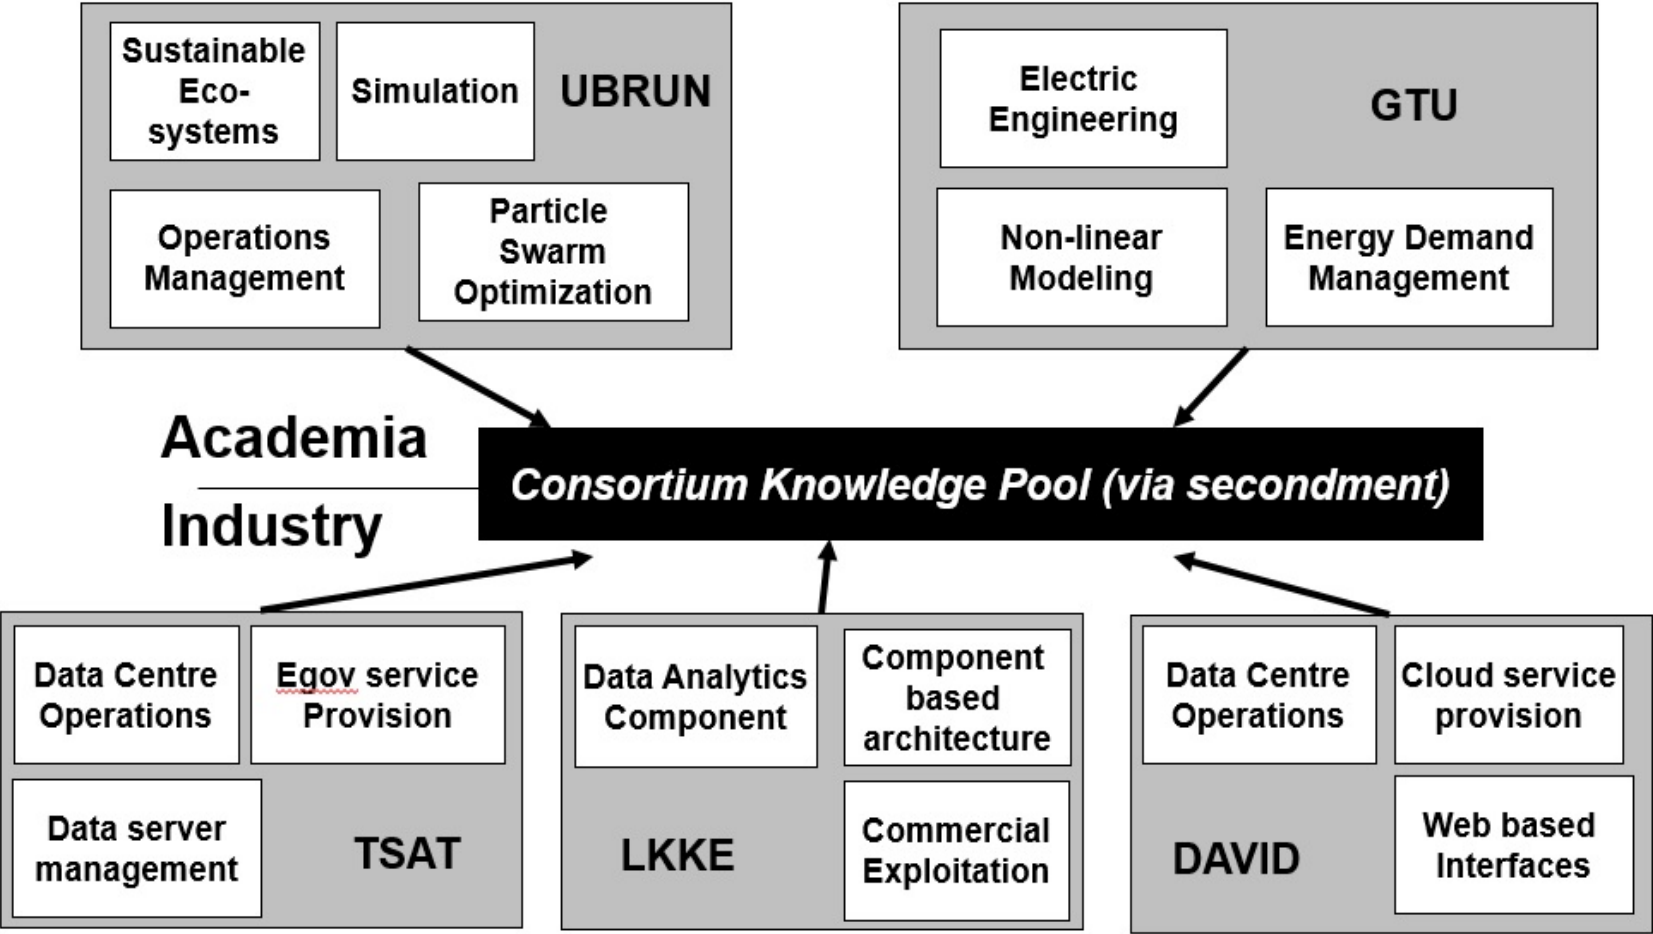 Sustainable
Eco-
systems
Simulation
UBRUN
Operations
Management
Particle
Swarm
Optimization
Electric
Engineering
GTU
Non-linear
Modeling
Energy Demand
Management
Academia
Industry
Consortium Knowledge Pool (via secondment)
Data Centre
Operations
Egov service
Provision
Data server
management
TSAT
Data Analytics
Component
Component
based
architecture
LKKE
Commercial
Exploitation
Data Centre
Operations
Cloud service
provision
DAVID
Web based
Interfaces